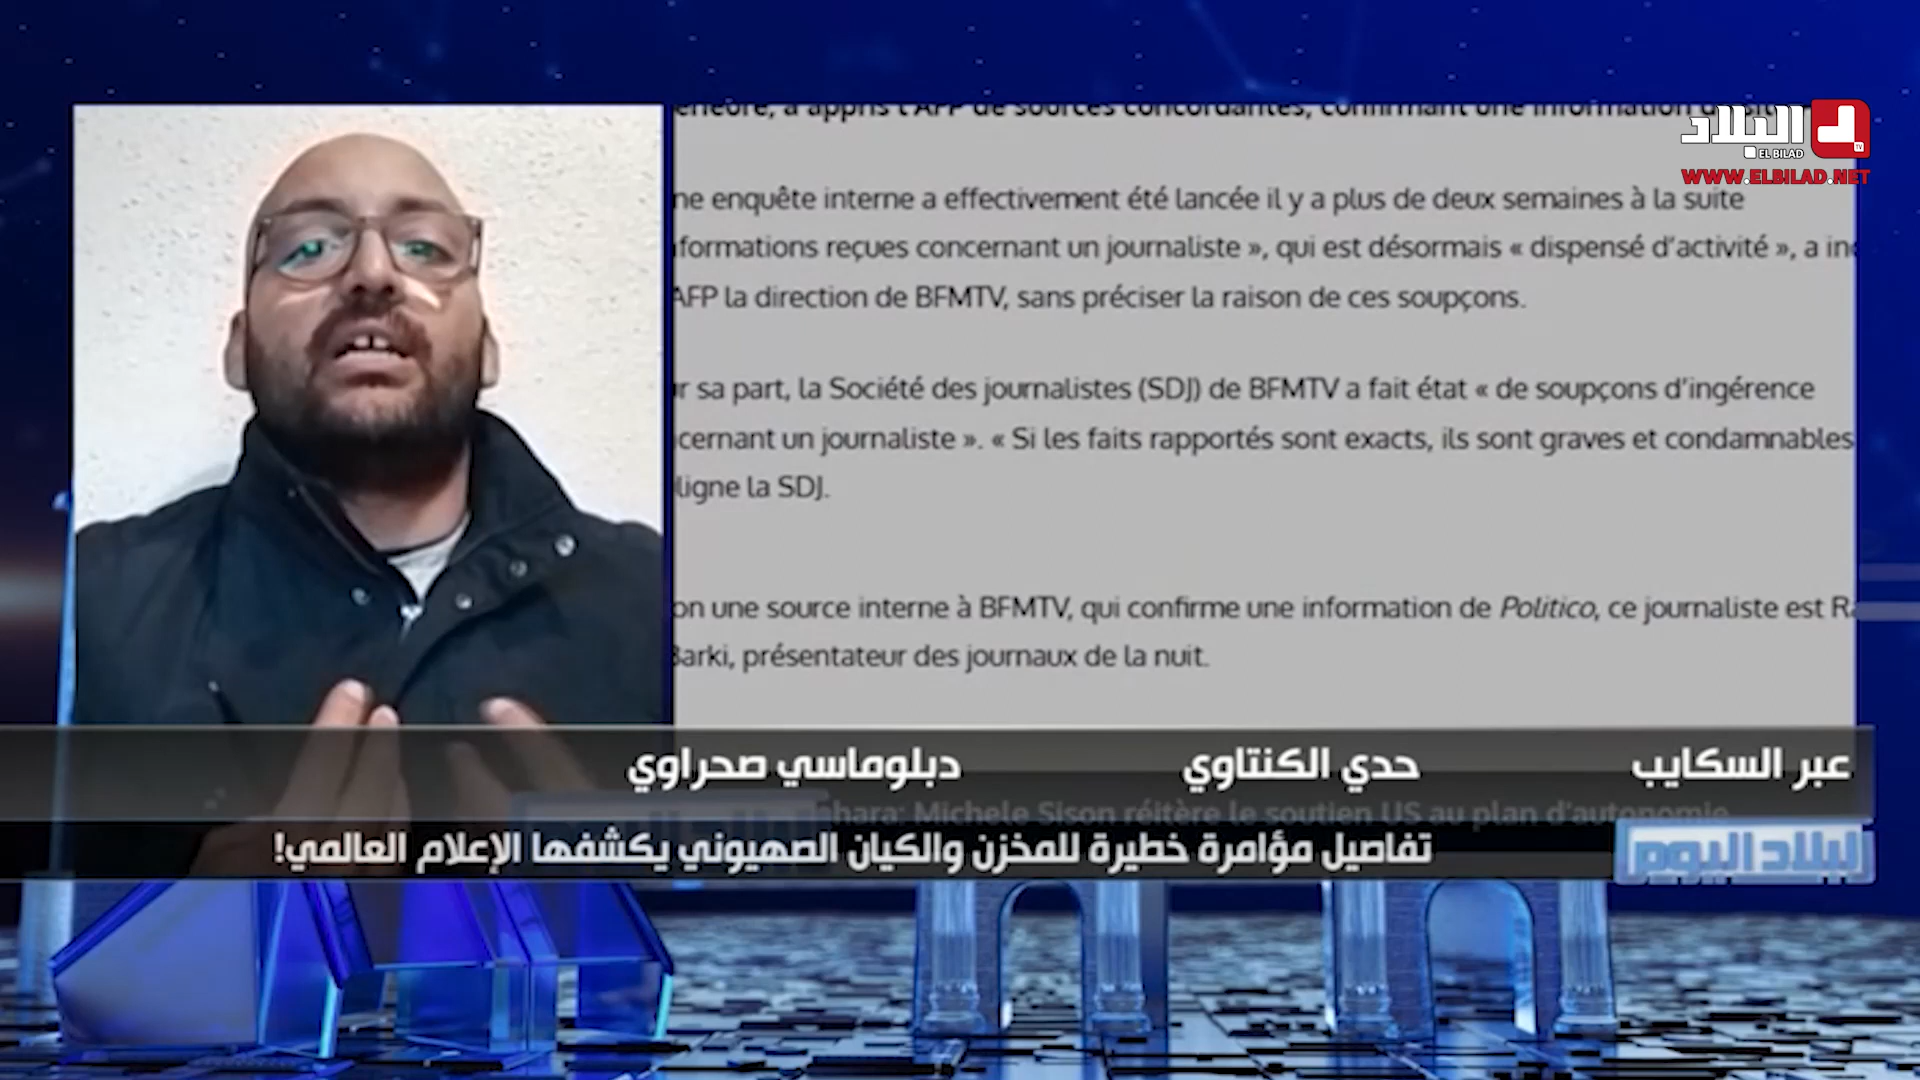 البلاد
EL BILAD
TV
WWW.ELBILAD.NET
encore, a appris l'AFP de sources concordantes, confirmant une information du site
ne enquête interne a effectivement été lancée il y a plus de deux semaines à la suite
formations reçues concernant un journaliste », qui est désormais « dispensé d'activité », a in
AFP la direction de BFMTV, sans préciser la raison de ces soupçons.
r sa part, la Société des journalistes (SDJ) de BFMTV a fait état « de soupçons d'ingérence
cernant un journaliste ». « Si les faits rapportés sont exacts, ils sont graves et condamnables
ligne la SDJ.
on une source interne à BFMTV, qui confirme une information de Politico, ce journaliste est Ra
Barki, présentateur des journaux de la nuit.
عبر السكايب حدي الكنتاوي دبلوماسي صحراوي
hara: Michele Sison réitère le soutien US au plan d'autonomie
تفاصيل مؤامرة خطيرة للمخزن والكيان الصهيوني يكشفها الإعلام العالمي!
البلاد اليوم